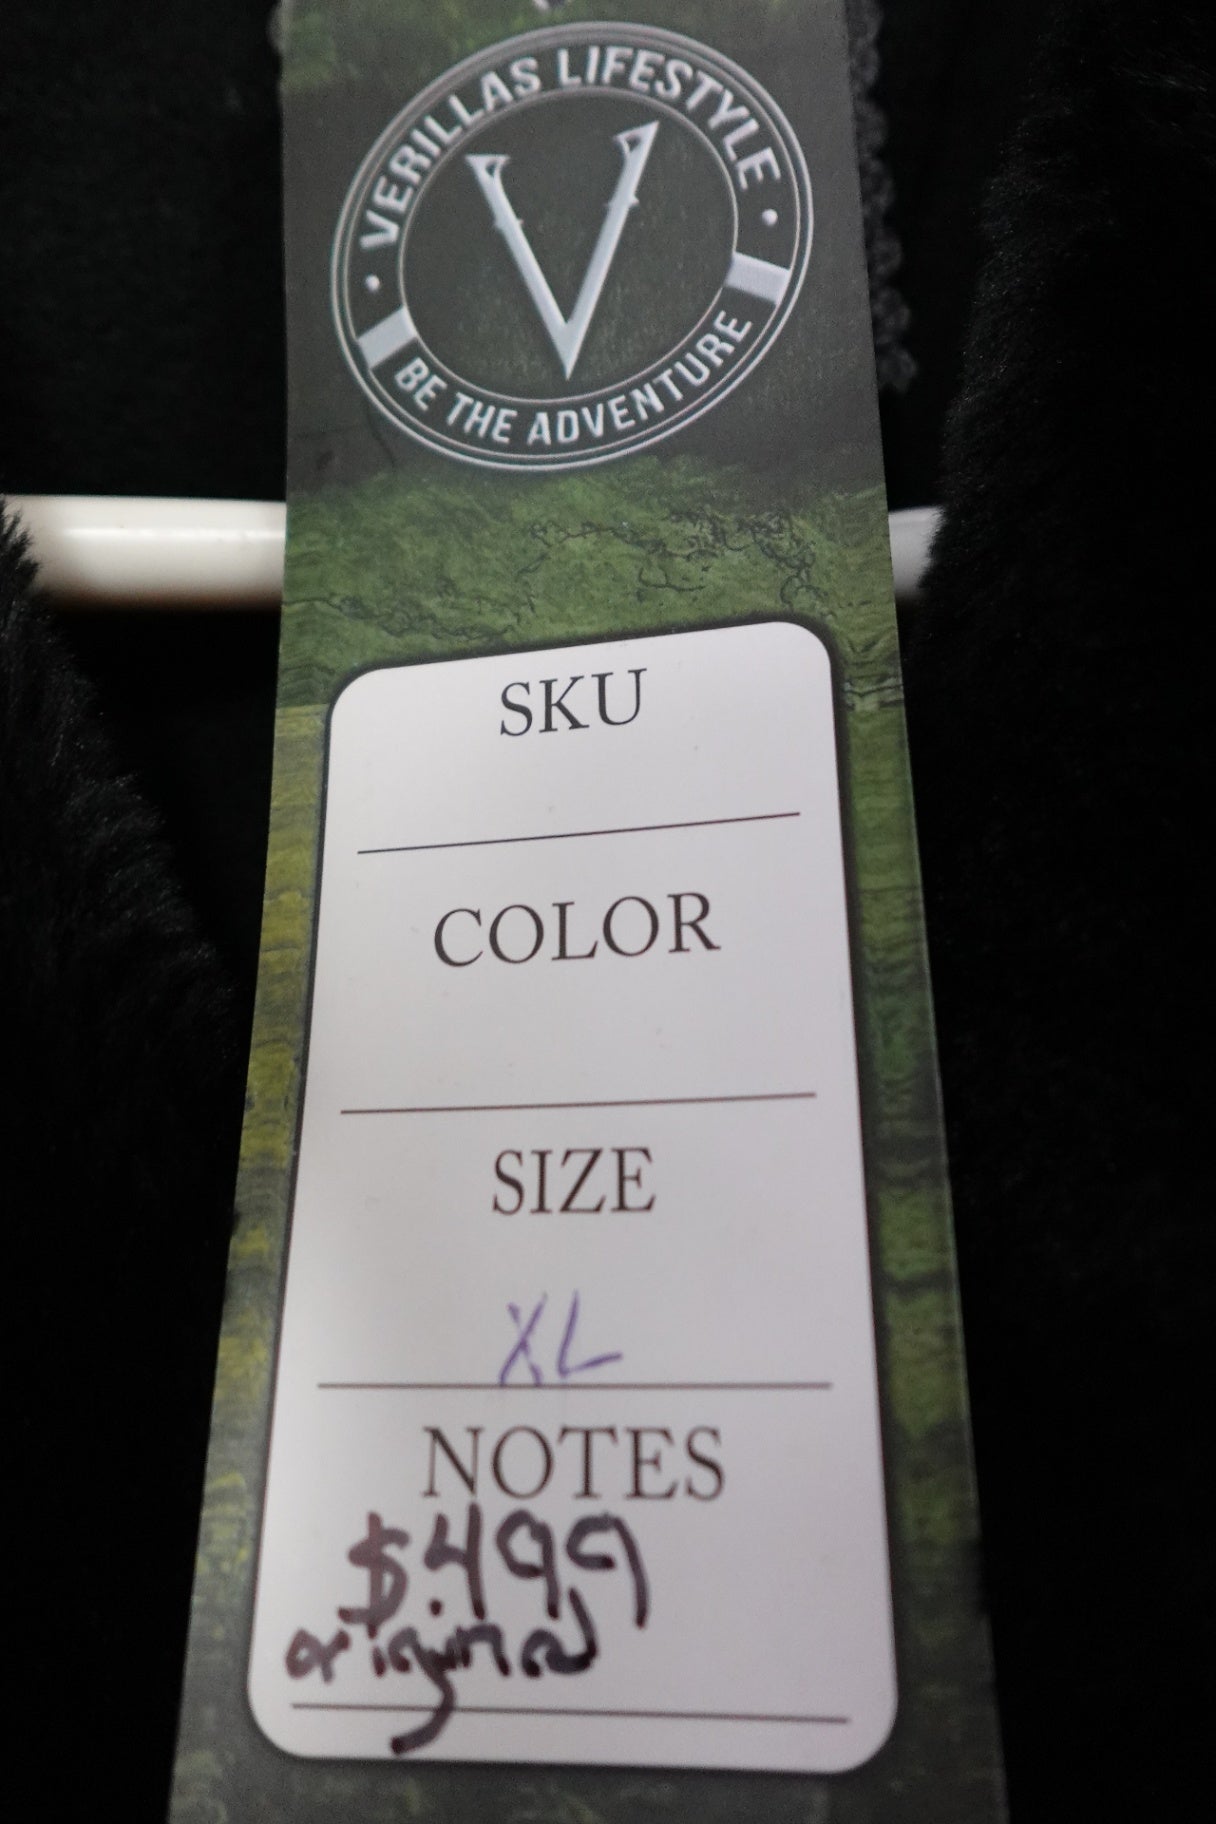 VERILLAS LIFESTYLE
V
BE THE ADVENTURE
SKU
COLOR
SIZE
XL
NOTES
$.499
original